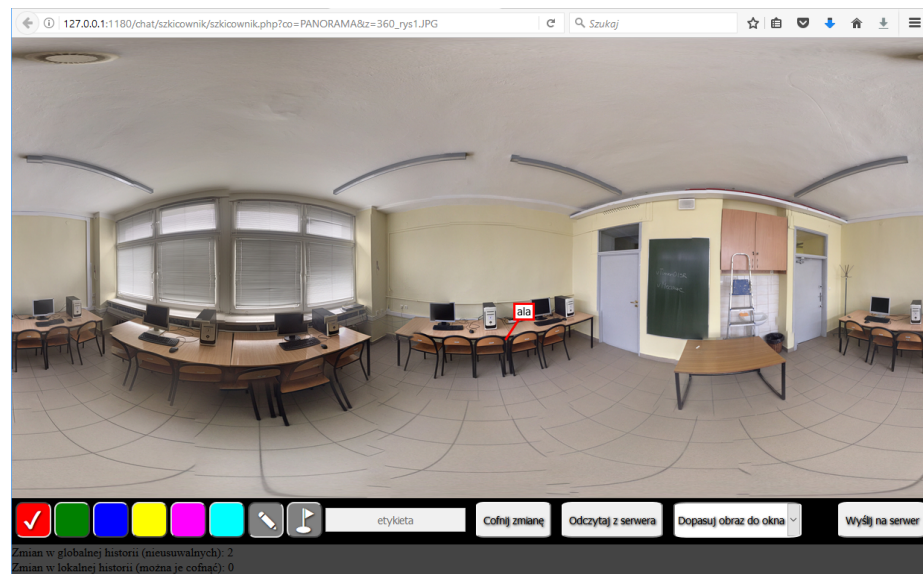 127.0.0.1:1180/chat/szkicownik/szkicownik.php?co=PANORAMA&z=360_rys1.JPG
Szukaj
ala
etykieta
Cofnij zmianę
Odczytaj z serwera
Dopasuj obraz do okna
Wyślij na serwer
Zmian w globalnej historii (nieusuwalnych): 2
Zmian w lokalnej historii (można je cofnąć): 0